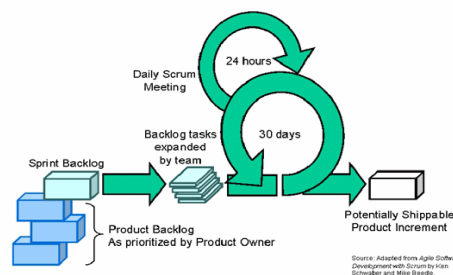 24 hours
Daily Scrum
Meeting
Backlog tasks
expanded
by team
30 days
Sprint Backlog
Product Backlog
As prioritized by Product Owner
Potentially Shippable
Product Increment
Source: Adapted from Agile Softwa
Development with Scrum by Ken
Schwaber and Mike Beedle.